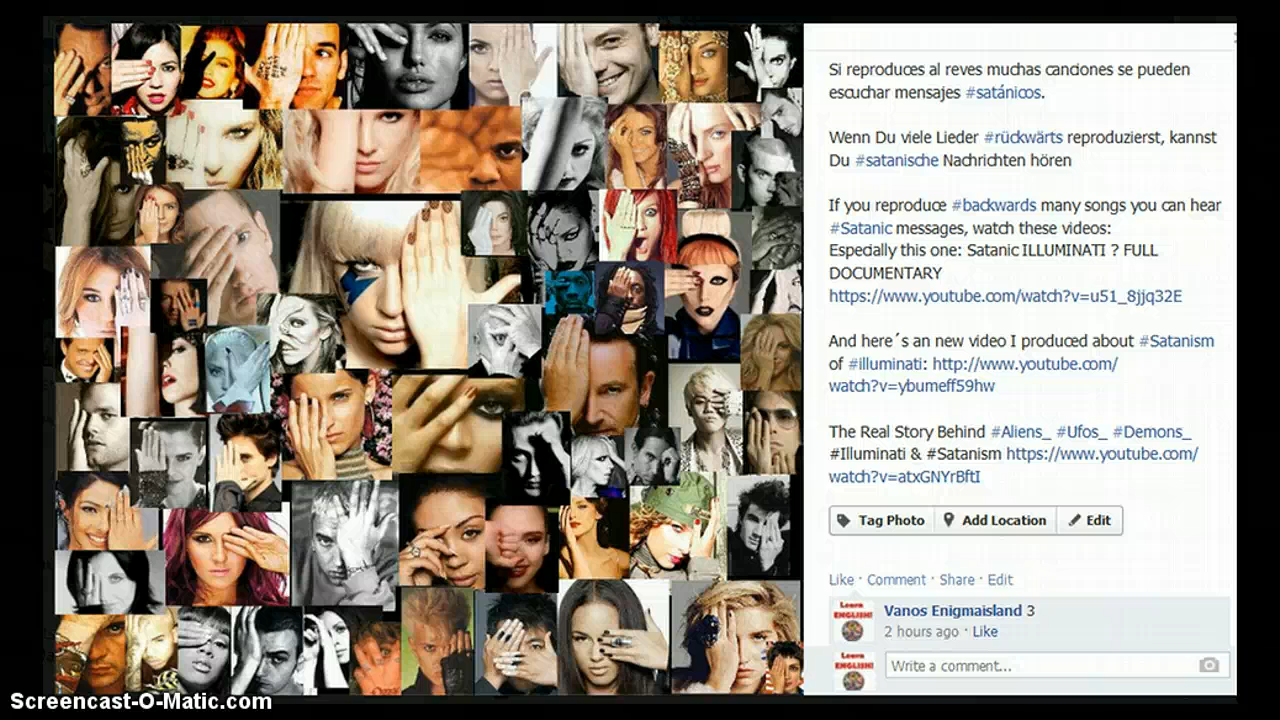 Si reproduces al reves muchas canciones se pueden
escuchar mensajes #satánicos.
Wenn Du viele Lieder #rückwärts reproduzierst, kannst
Du #satanische Nachrichten hören
If you reproduce #backwards many songs you can hear
#Satanic messages, watch these videos:
Especially this one: Satanic ILLUMINATI ? FULL
DOCUMENTARY
https://www.youtube.com/watch?v=u51_8jjq32E
And here´s an new video I produced about #Satanism
of #illuminati: http://www.youtube.com/
watch?v=ybumeff59hw
The Real Story Behind #Aliens_ #Ufos_ #Demons_
#Illuminati & #Satanism https://www.youtube.com/
watch?v=atxGNYrBftI
Tag Photo Add Location Edit
Like · Comment · Share · Edit
Learn ENGLISH!
Vanos Enigmaisland 3
2 hours ago · Like
Learn ENGLISH!
Write a comment...
Screencast-O-Matic.com